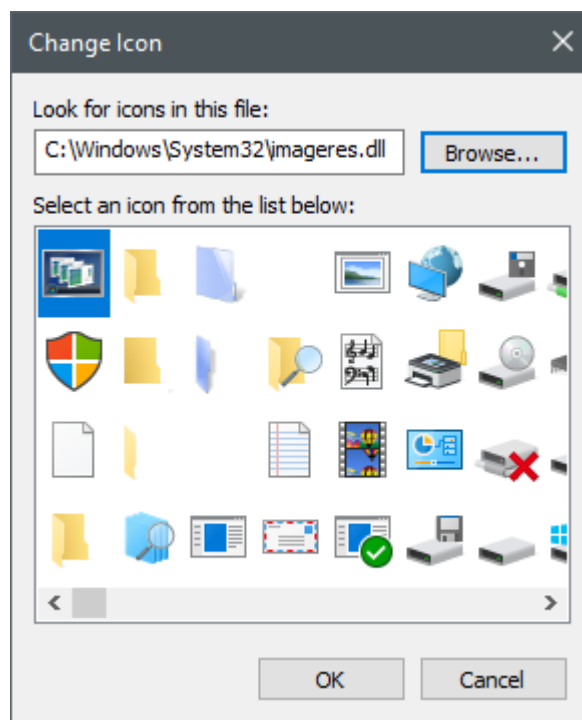 Change Icon
Look for icons in this file:
C:\Windows\System32\imageres.dll
Browse...
Select an icon from the list below:
OK
Cancel